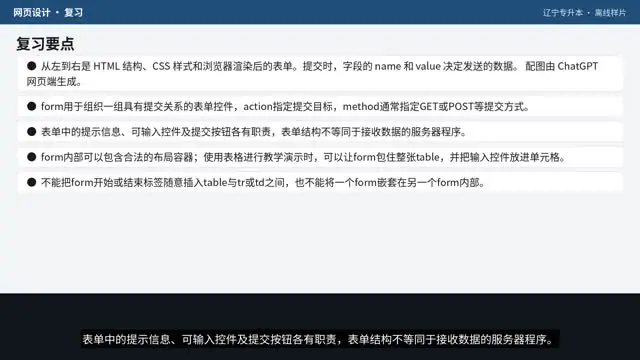 网页设计 · 复习
辽宁专升本 · 离线样片
复习要点
● 从左到右是 HTML 结构、CSS 样式和浏览器渲染后的表单。提交时，字段的 name 和 value 决定发送的数据。 配图由 ChatGPT
网页端生成。
● form用于组织一组具有提交关系的表单控件，action指定提交目标，method通常指定GET或POST等提交方式。
● 表单中的提示信息、可输入控件及提交按钮各有职责，表单结构不等同于接收数据的服务器程序。
● form内部可以包含合法的布局容器；使用表格进行教学演示时，可以让form包住整张table，并把输入控件放进单元格。
● 不能把form开始或结束标签随意插入table与tr或td之间，也不能将一个form嵌套在另一个form内部。
表单中的提示信息、可输入控件及提交按钮各有职责，表单结构不等同于接收数据的服务器程序。